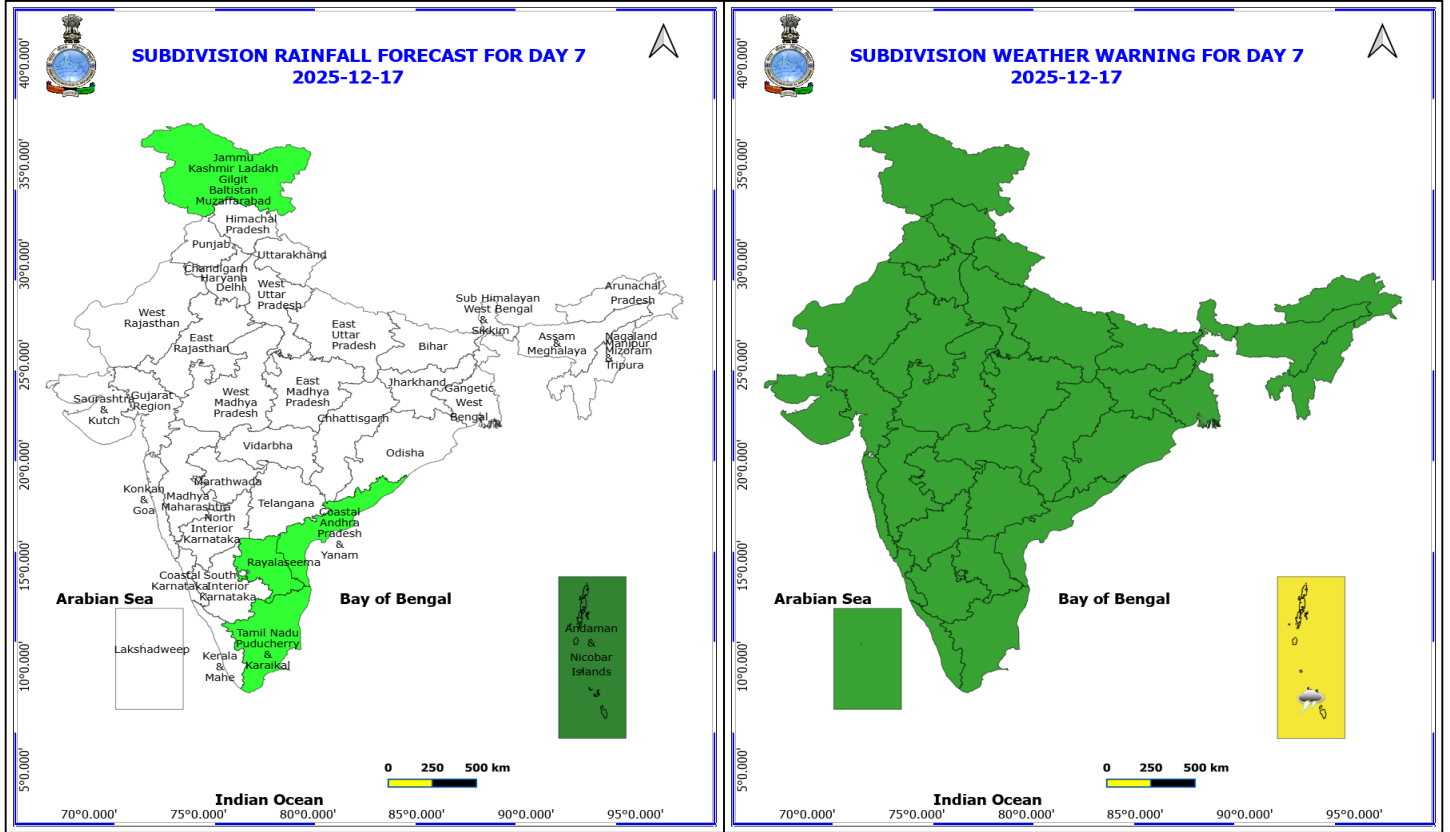 SUBDIVISION RAINFALL FORECAST FOR DAY 7
2025-12-17
Jammu
Kashmir Ladakh
Gilgit
Baltistan
Muzaffarabad
Himachal
Pradesh
Punjab
Uttarakhand
Chandigarh
Haryana
Delhi
West
Uttar
Pradesh
Arunachal
Pradesh
Sub Himalayan
West Bengal
&
Sikkim
West
Rajasthan
East
Rajasthan
East
Uttar
Pradesh
Bihar
Assam
&
Meghalaya
Nagaland
Manipur
Mizoram
&
Tripura
Saurashtra
&
Kutch
Gujarat
Region
West
Madhya
Pradesh
East
Madhya
Pradesh
Jharkhand
Gangetic
West
Bengal
Chhattisgarh
Vidarbha
Odisha
Konkan
&
Goa
Madhya
Maharashtra
Marathwada
Telangana
North
Interior
Karnataka
Coastal
Andhra
Pradesh
&
Yanam
Rayalaseema
Coastal
Karnataka
South
Interior
Karnataka
Arabian Sea
Bay of Bengal
Lakshadweep
Kerala
&
Mahe
Tamil Nadu
Puducherry
&
Karaikal
Andaman
&
Nicobar
Islands
0 250 500 km
Indian Ocean
40°0.000'
35°0.000'
30°0.000'
25°0.000'
20°0.000'
15°0.000'
10°0.000'
5°0.000'
70°0.000' 75°0.000' 80°0.000' 85°0.000' 90°0.000' 95°0.000'
SUBDIVISION WEATHER WARNING FOR DAY 7
2025-12-17
Arabian Sea
Bay of Bengal
0 250 500 km
Indian Ocean
40°0.000'
35°0.000'
30°0.000'
25°0.000'
20°0.000'
15°0.000'
10°0.000'
5°0.000'
70°0.000' 75°0.000' 80°0.000' 85°0.000' 90°0.000' 95°0.000'